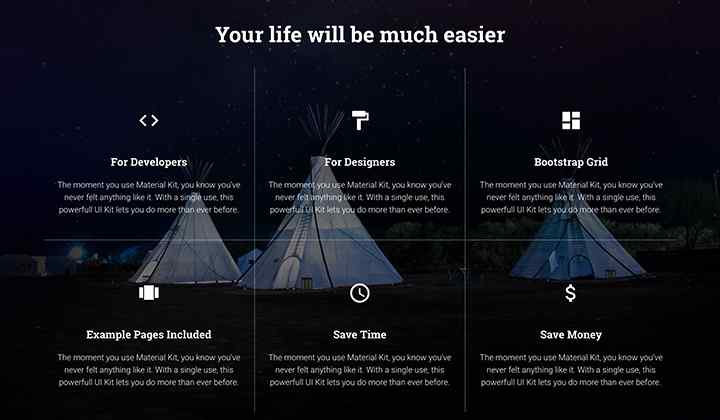 Your life will be much easier
For Developers
The moment you use Material Kit, you know you've
never felt anything like it. With a single use, this
powerfull UI Kit lets you do more than ever before.
For Designers
The moment you use Material Kit, you know you've
never felt anything like it. With a single use, this
powerfull UI Kit lets you do more than ever before.
Bootstrap Grid
The moment you use Material Kit, you know you've
never felt anything like it. With a single use, this
powerfull UI Kit lets you do more than ever before.
Example Pages Included
The moment you use Material Kit, you know you've
never felt anything like it. With a single use, this
powerfull UI Kit lets you do more than ever before.
Save Time
The moment you use Material Kit, you know you've
never felt anything like it. With a single use, this
powerfull UI Kit lets you do more than ever before.
$
Save Money
The moment you use Material Kit, you know you've
never felt anything like it. With a single use, this
powerfull UI Kit lets you do more than ever before.